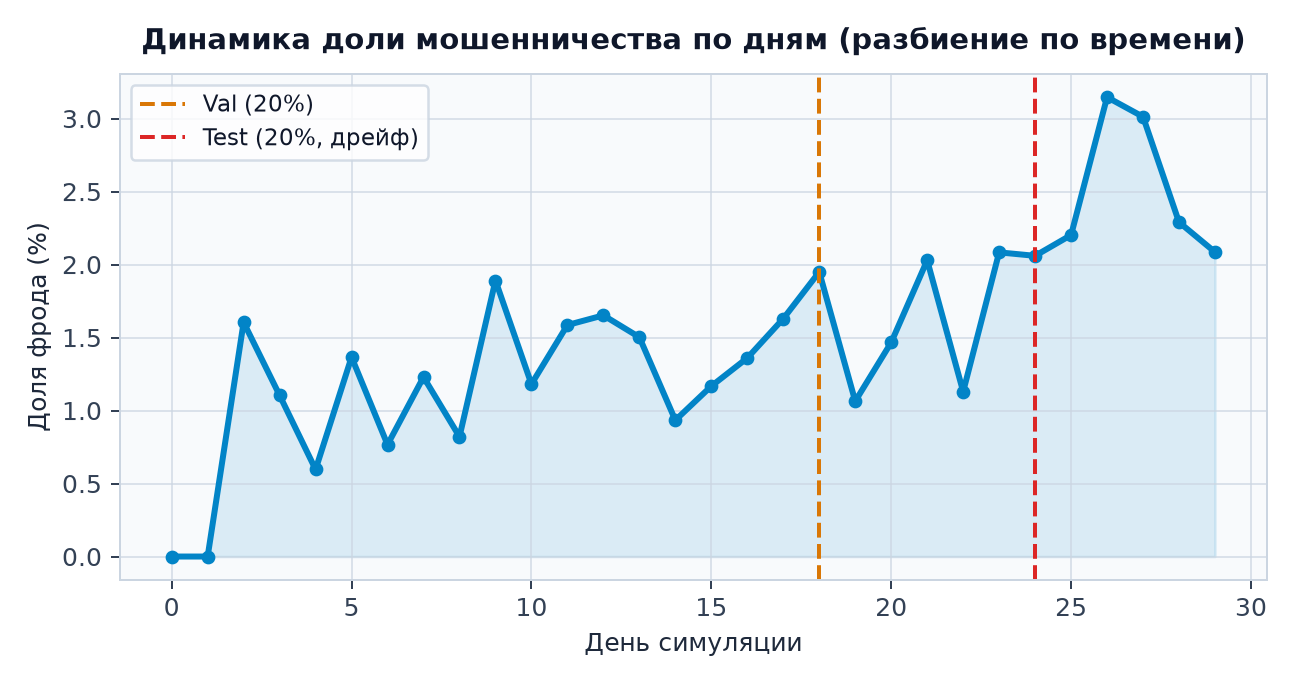 Динамика доли мошенничества по дням (разбиение по времени)
Val (20%)
Test (20%, дрейф)
Доля фрода (%)
3.0
2.5
2.0
1.5
1.0
0.5
0.0
0 5 10 15 20 25 30
День симуляции